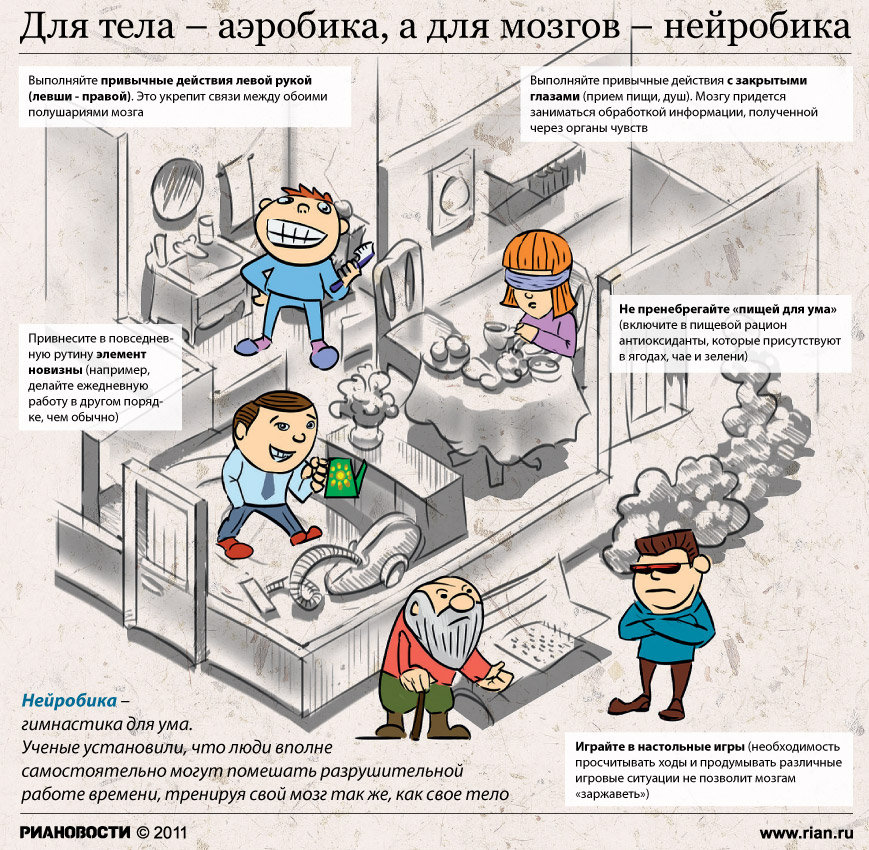 Для тела – аэробика, а для мозгов – нейробика
Выполняйте привычные действия левой рукой
(левши - правой). Это укрепит связи между обоими
полушариями мозга
Выполняйте привычные действия с закрытыми
глазами (прием пищи, душ). Мозгу придется
заниматься обработкой информации, полученной
через органы чувств
Не пренебрегайте «пищей для ума»
(включите в пищевой рацион
антиоксиданты, которые присутствуют
в ягодах, чае и зелени)
Привнесите в повседнев-
ную рутину элемент
новизны (например,
делайте ежедневную
работу в другом поряд-
ке, чем обычно)
Нейробика –
гимнастика для ума.
Ученые установили, что люди вполне
самостоятельно могут помешать разрушительной
работе времени, тренируя свой мозг так же, как свое тело
Играйте в настольные игры (необходимость
просчитывать ходы и продумывать различные
игровые ситуации не позволит мозгам
«заржаветь»)
РИАНОВОСТИ © 2011
www.rian.ru